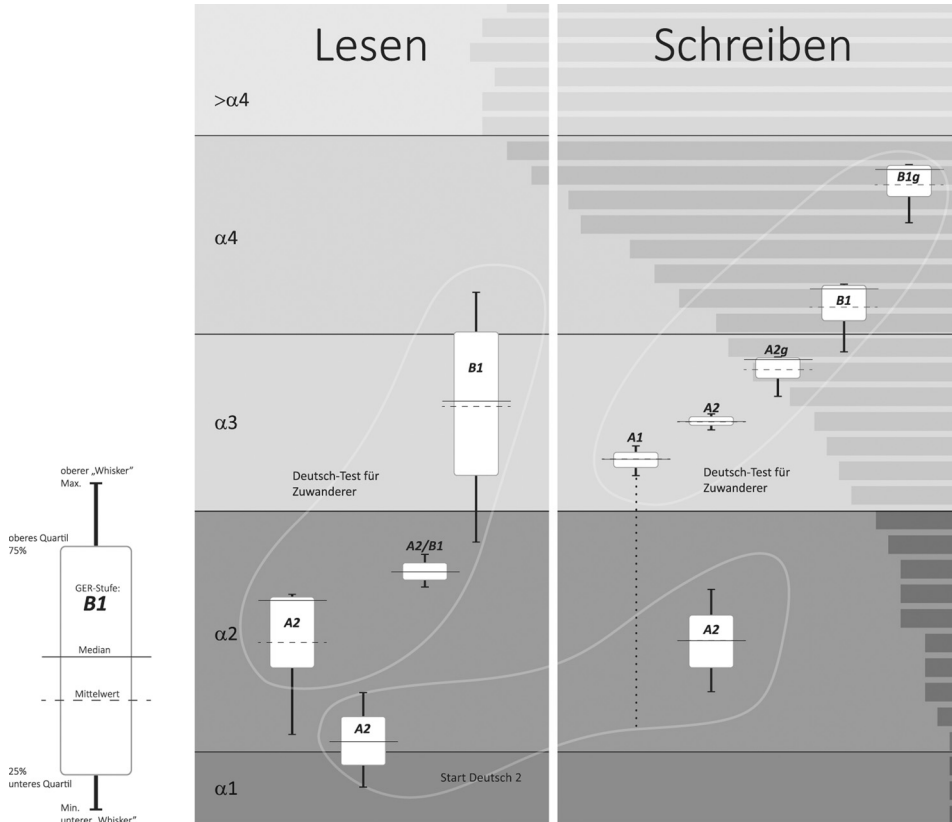 Lesen
Schreiben
>α4
α4
α3
α2
α1
B1
Deutsch-Test für
Zuwanderer
A2/B1
A2
A2
Start Deutsch 2
B1g
B1
A2g
A2
A1
Deutsch-Test für
Zuwanderer
A2
oberer „Whisker"
Max.
oberes Quartil
75%
GER-Stufe:
B1
Median
Mittelwert
25%
unteres Quartil
Min.
unterer „Whisker"